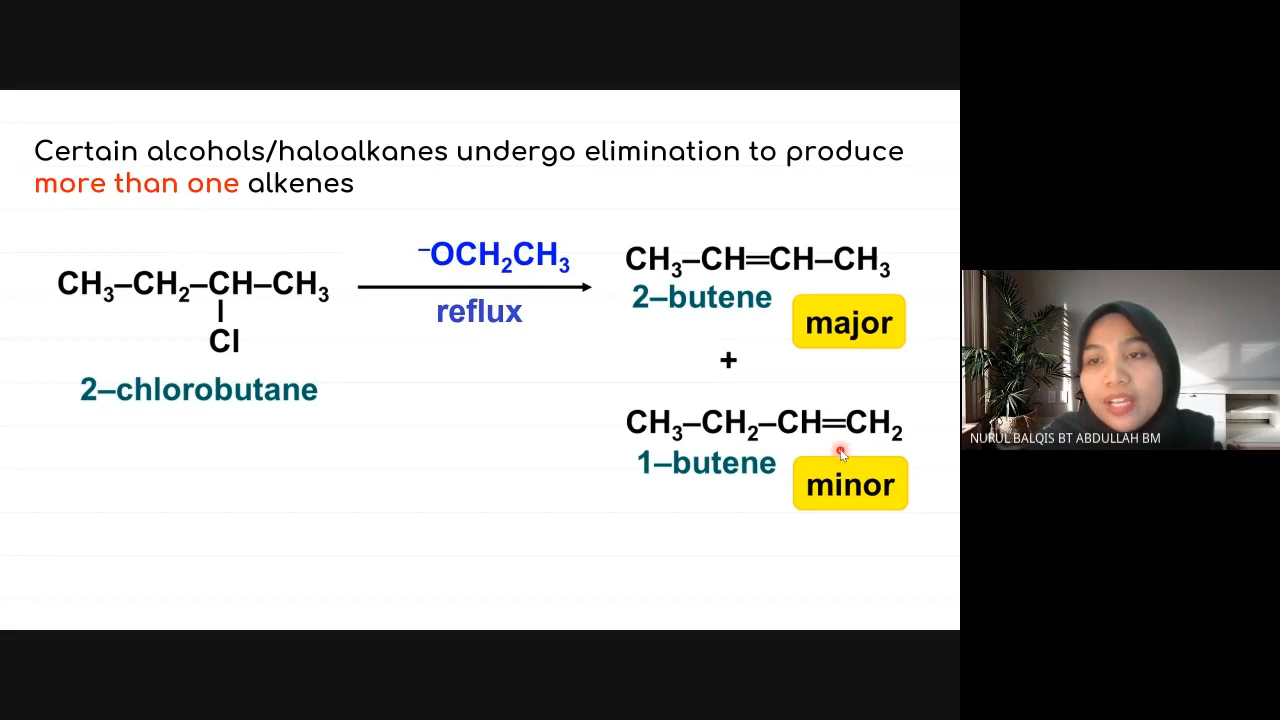 Certain alcohols/haloalkanes undergo elimination to produce
more than one alkenes
CH₃–CH₂–CH–CH₃
Cl
2–chlorobutane
⁻OCH₂CH₃
reflux
CH₃–CH=CH–CH₃
2–butene
major
+
CH₃–CH₂–CH=CH₂
1–butene
minor
NURUL BALQIS BT ABDULLAH BM